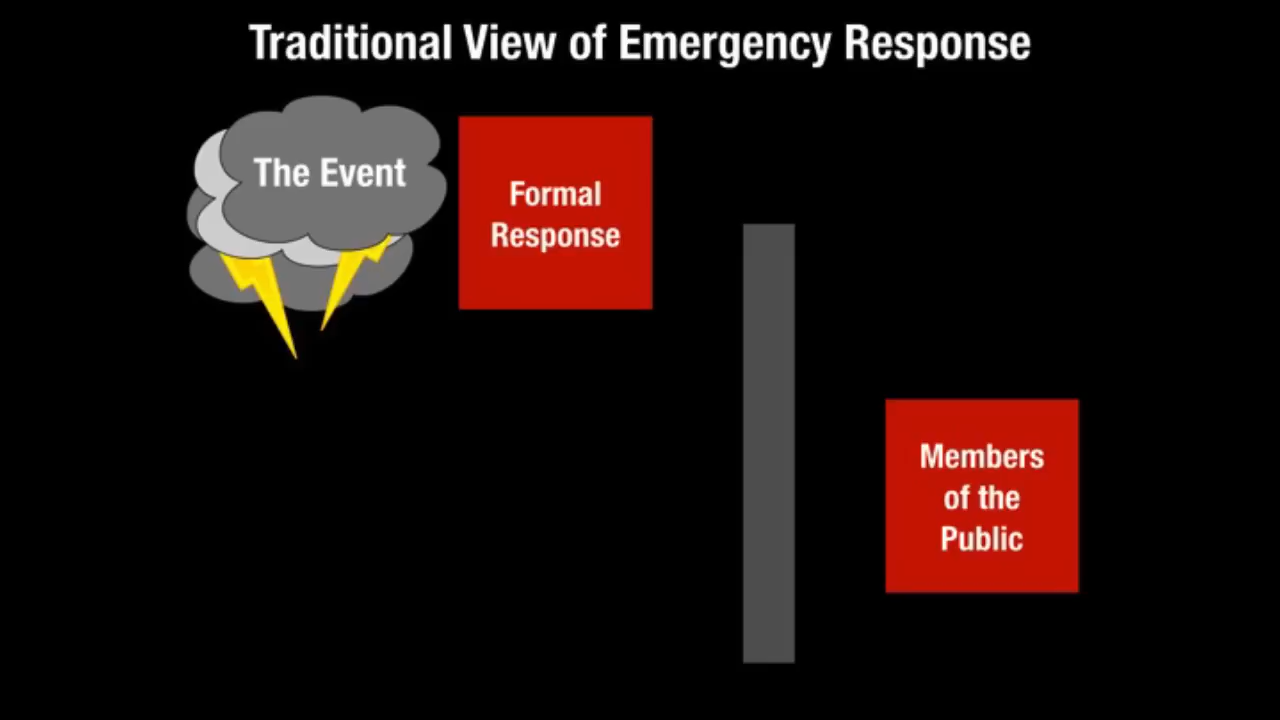 Traditional View of Emergency Response
The Event
Formal
Response
Members
of the
Public